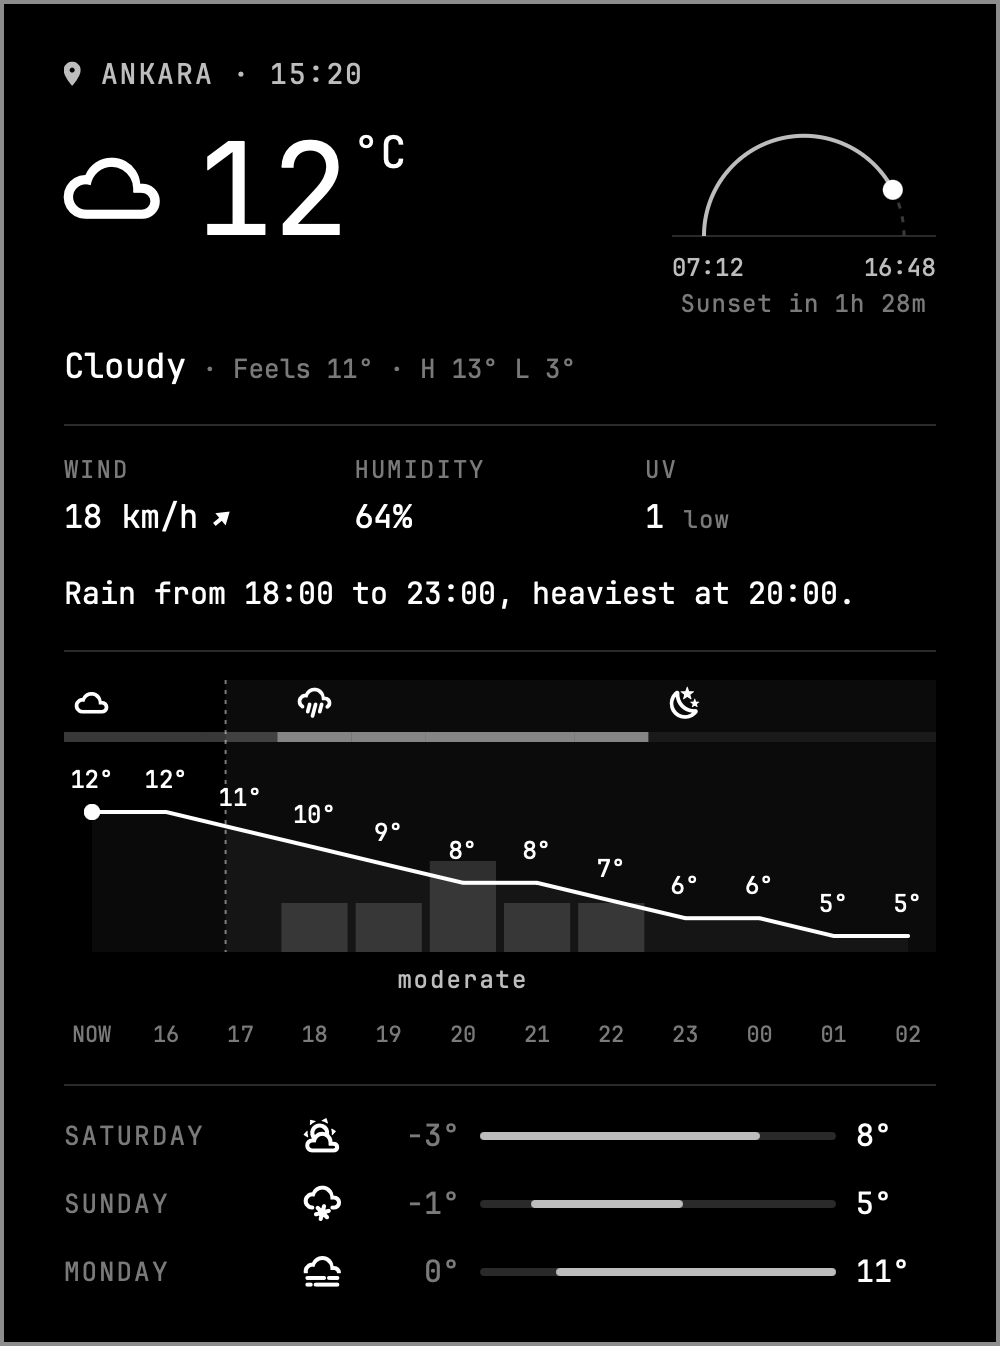 ANKARA · 15:20
12°C
07:12 16:48
Sunset in 1h 28m
Cloudy · Feels 11° · H 13° L 3°
WIND HUMIDITY UV
18 km/h 64% 1 low
Rain from 18:00 to 23:00, heaviest at 20:00.
12° 12° 11° 10° 9° 8° 8° 7° 6° 6° 5° 5°
moderate
NOW 16 17 18 19 20 21 22 23 00 01 02
SATURDAY -3° 8°
SUNDAY -1° 5°
MONDAY 0° 11°